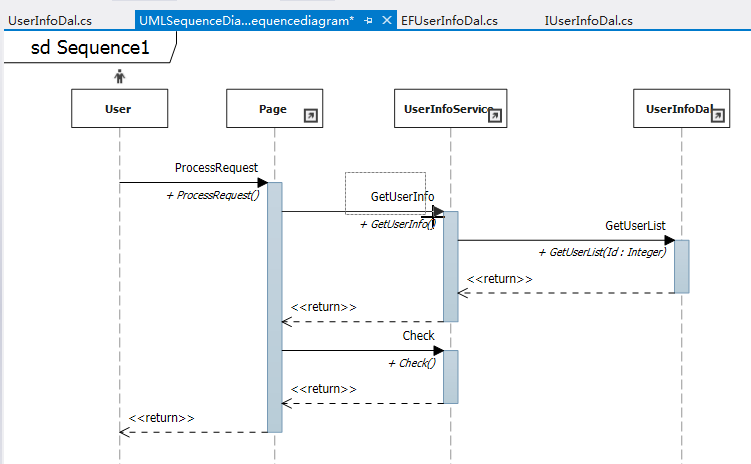 UserInfoDal.cs
UMLSequenceDia...equencediagram*
EFUserInfoDal.cs
IUserInfoDal.cs
sd Sequence1
User
Page
UserInfoService
UserInfoDal
ProcessRequest
+ ProcessRequest()
GetUserInfo
+ GetUserInfo()
GetUserList
+ GetUserList(Id : Integer)
<<return>>
<<return>>
Check
+ Check()
<<return>>
<<return>>